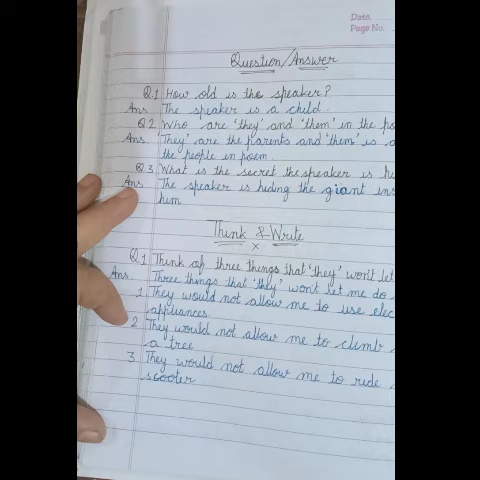 Date
Page No.
Question/Answer
Q.1 How old is the speaker?
Ans The speaker is a child.
Q2 Who are 'they' and 'them' in the
Ans 'They' are the parents and 'them' is
the people in poem.
Q.3 What is the secret the speaker is
Ans The speaker is hiding the giant
him
Think & Write
x
Q.1 Think of three things that 'they' won't let
Ans Three things that 'they' won't let me do
1 They would not allow me to use
appliances.
2 They would not allow me to climb
a tree
3 They would not allow me to ride
scooter